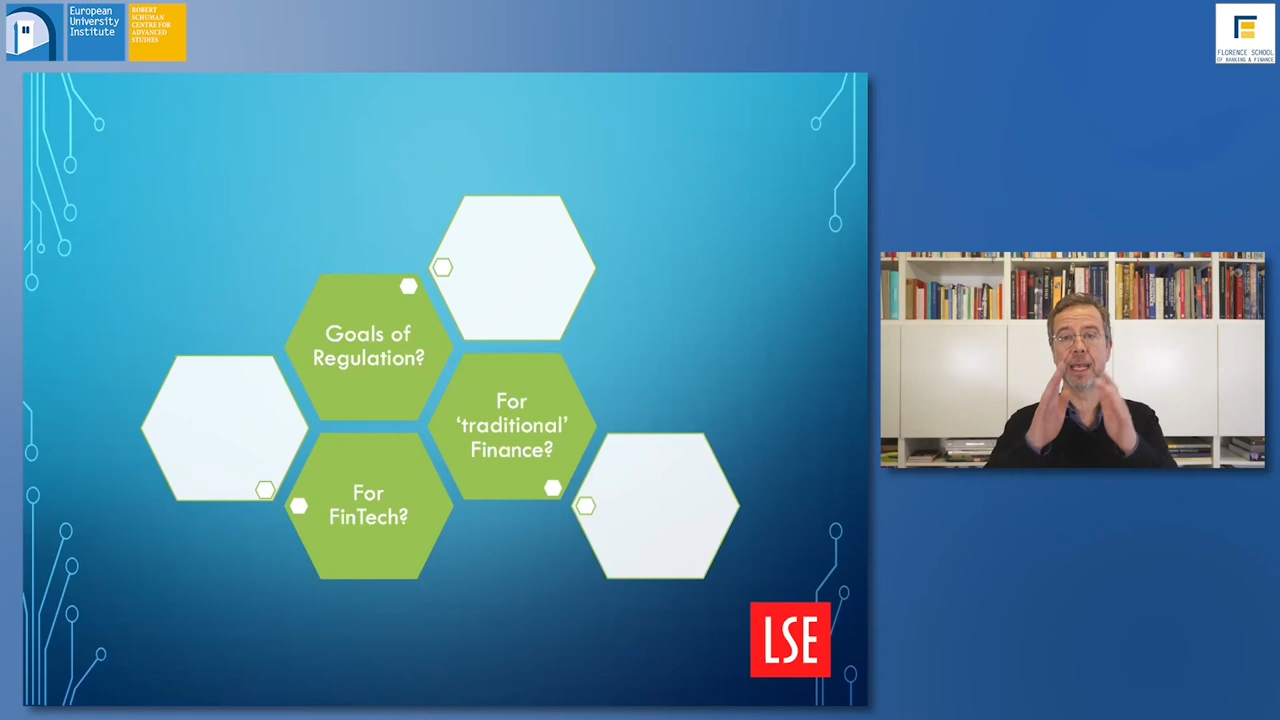 European
University
Institute
ROBERT
SCHUMAN
CENTRE FOR
ADVANCED
STUDIES
FLORENCE SCHOOL
OF BANKING & FINANCE
Goals of
Regulation?
For
‘traditional’
Finance?
For
FinTech?
LSE